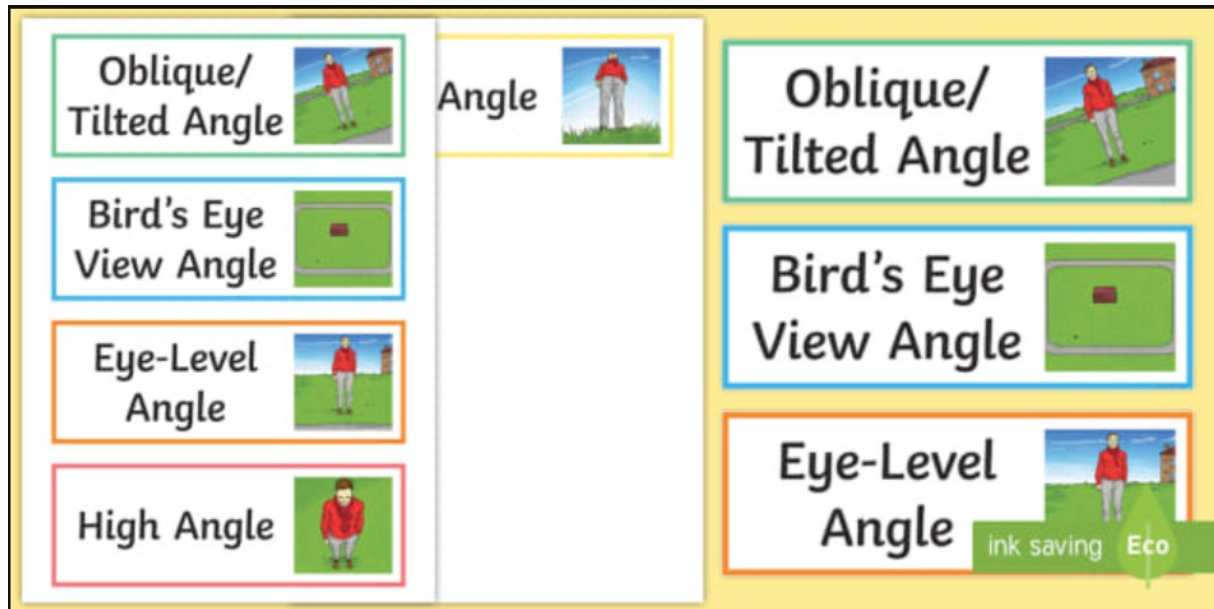 Oblique/
Tilted Angle
Bird's Eye
View Angle
Eye-Level
Angle
High Angle
Angle
Oblique/
Tilted Angle
Bird's Eye
View Angle
Eye-Level
Angle
ink saving Eco